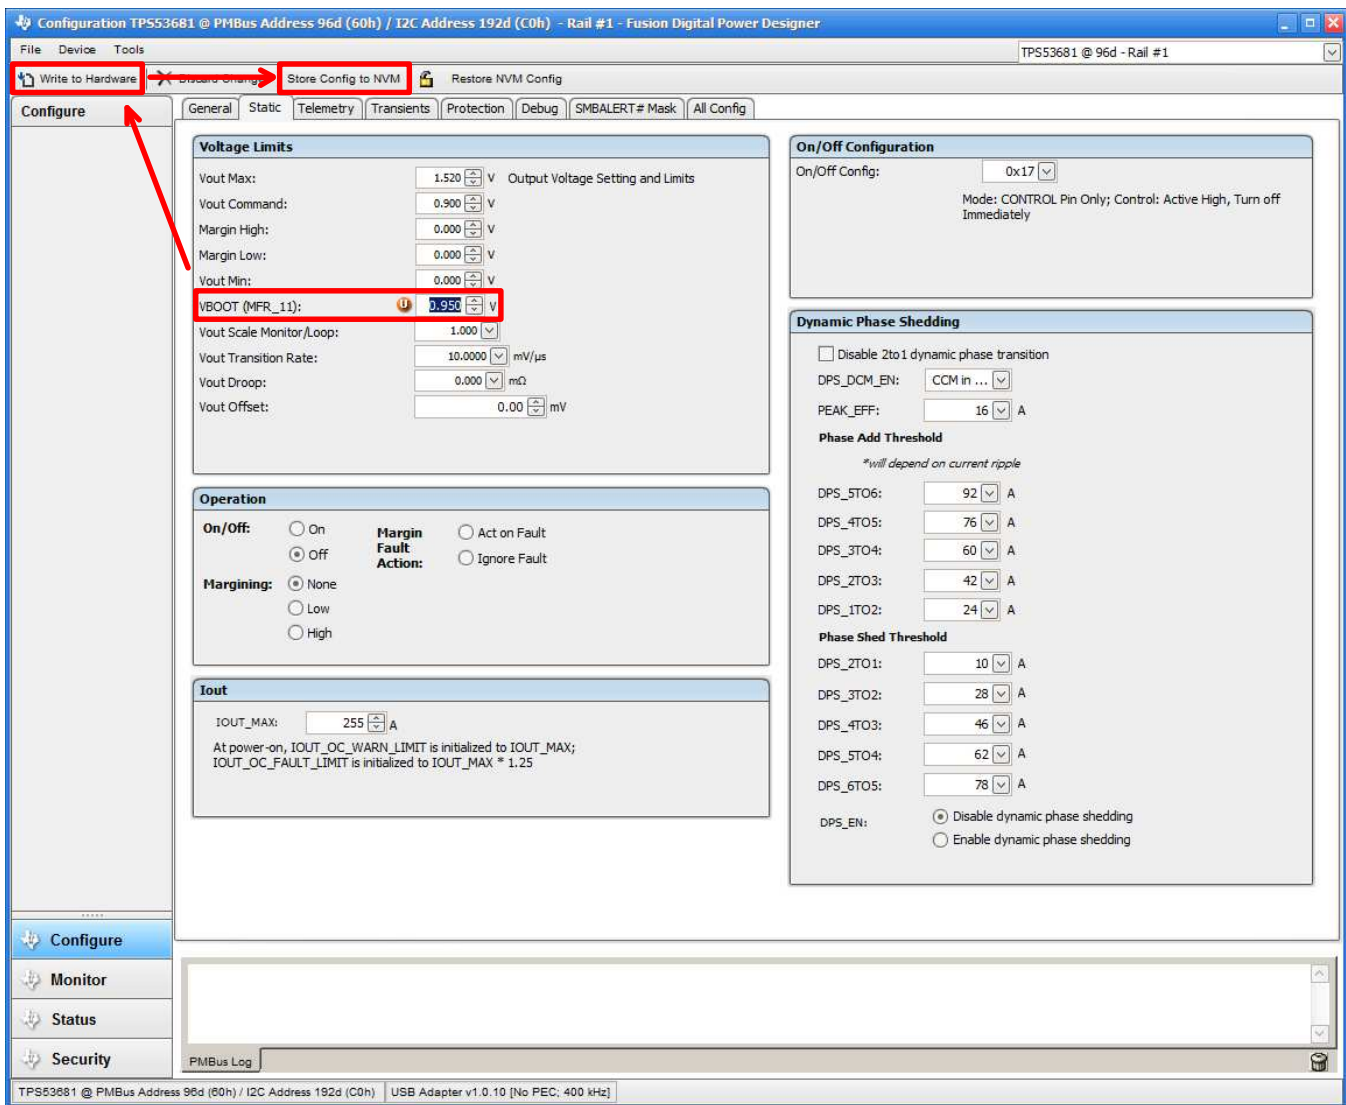 Configuration TPS53681 @ PMBus Address 96d (60h) / I2C Address 192d (C0h) - Rail #1 - Fusion Digital Power Designer
File Device Tools
TPS53681 @ 96d - Rail #1
Write to Hardware Store Config to NVM Restore NVM Config
Configure
General Static Telemetry Transients Protection Debug SMBALERT# Mask All Config
Voltage Limits
Vout Max: 1.520 V Output Voltage Setting and Limits
Vout Command: 0.900 V
Margin High: 0.000 V
Margin Low: 0.000 V
Vout Min: 0.000 V
VBOOT (MFR_11): 0.950 V
Vout Scale Monitor/Loop: 1.000
Vout Transition Rate: 10.0000 mV/µs
Vout Droop: 0.000 mΩ
Vout Offset: 0.00 mV
Operation
On/Off: On
Off
Margin Fault Action: Act on Fault
Ignore Fault
Margining: None
Low
High
Iout
IOUT_MAX: 255 A
At power-on, IOUT_OC_WARN_LIMIT is initialized to IOUT_MAX;
IOUT_OC_FAULT_LIMIT is initialized to IOUT_MAX * 1.25
On/Off Configuration
On/Off Config: 0x17
Mode: CONTROL Pin Only; Control: Active High, Turn off
Immediately
Dynamic Phase Shedding
Disable 2to1 dynamic phase transition
DPS_DCM_EN: CCM in ...
PEAK_EFF: 16 A
Phase Add Threshold
*will depend on current ripple
DPS_5TO6: 92 A
DPS_4TO5: 76 A
DPS_3TO4: 60 A
DPS_2TO3: 42 A
DPS_1TO2: 24 A
Phase Shed Threshold
DPS_2TO1: 10 A
DPS_3TO2: 28 A
DPS_4TO3: 46 A
DPS_5TO4: 62 A
DPS_6TO5: 78 A
DPS_EN: Disable dynamic phase shedding
Enable dynamic phase shedding
Configure
Monitor
Status
Security
PMBus Log
TPS53681 @ PMBus Address 96d (60h) / I2C Address 192d (C0h) USB Adapter v1.0.10 [No PEC; 400 kHz]